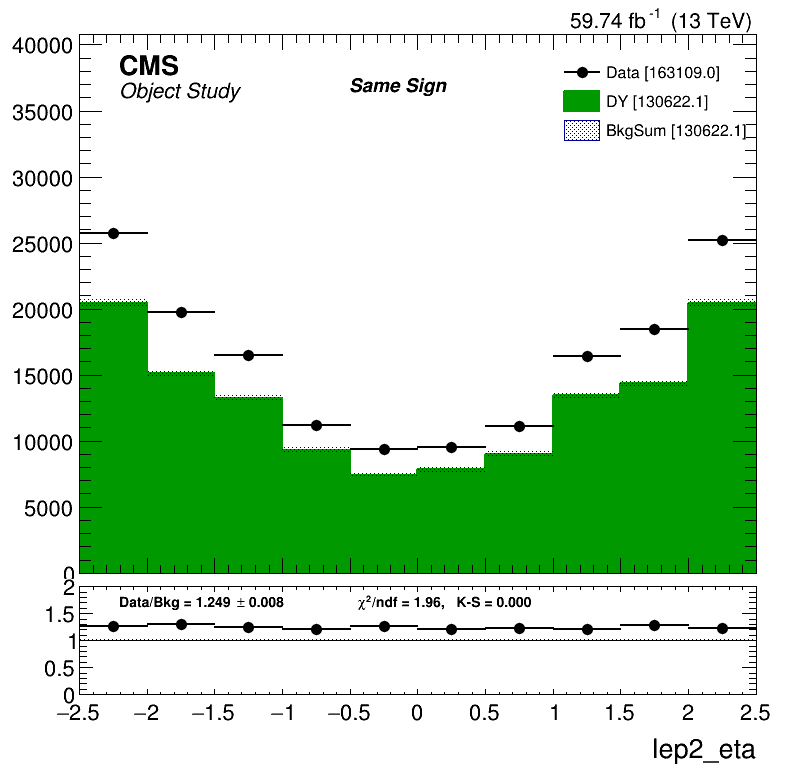 59.74 fb⁻¹ (13 TeV)
CMS
Object Study
Same Sign
Data [163109.0]
DY [130622.1]
BkgSum [130622.1]
40000
35000
30000
25000
20000
15000
10000
5000
0
Data/Bkg = 1.249 ± 0.008
χ²/ndf = 1.96, K-S = 0.000
2
1.5
1
0.5
0
−2.5 −2 −1.5 −1 −0.5 0 0.5 1 1.5 2 2.5
lep2_eta